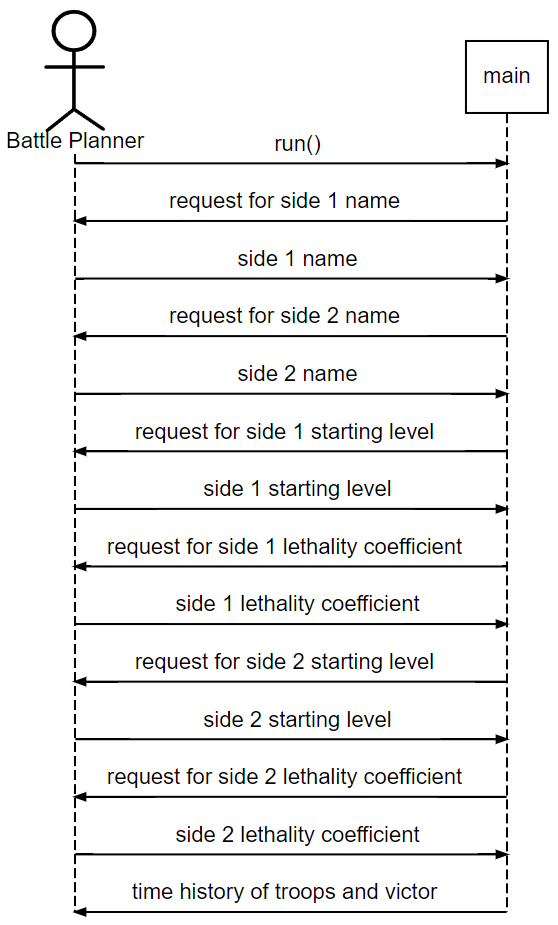 main
Battle Planner
run()
request for side 1 name
side 1 name
request for side 2 name
side 2 name
request for side 1 starting level
side 1 starting level
request for side 1 lethality coefficient
side 1 lethality coefficient
request for side 2 starting level
side 2 starting level
request for side 2 lethality coefficient
side 2 lethality coefficient
time history of troops and victor